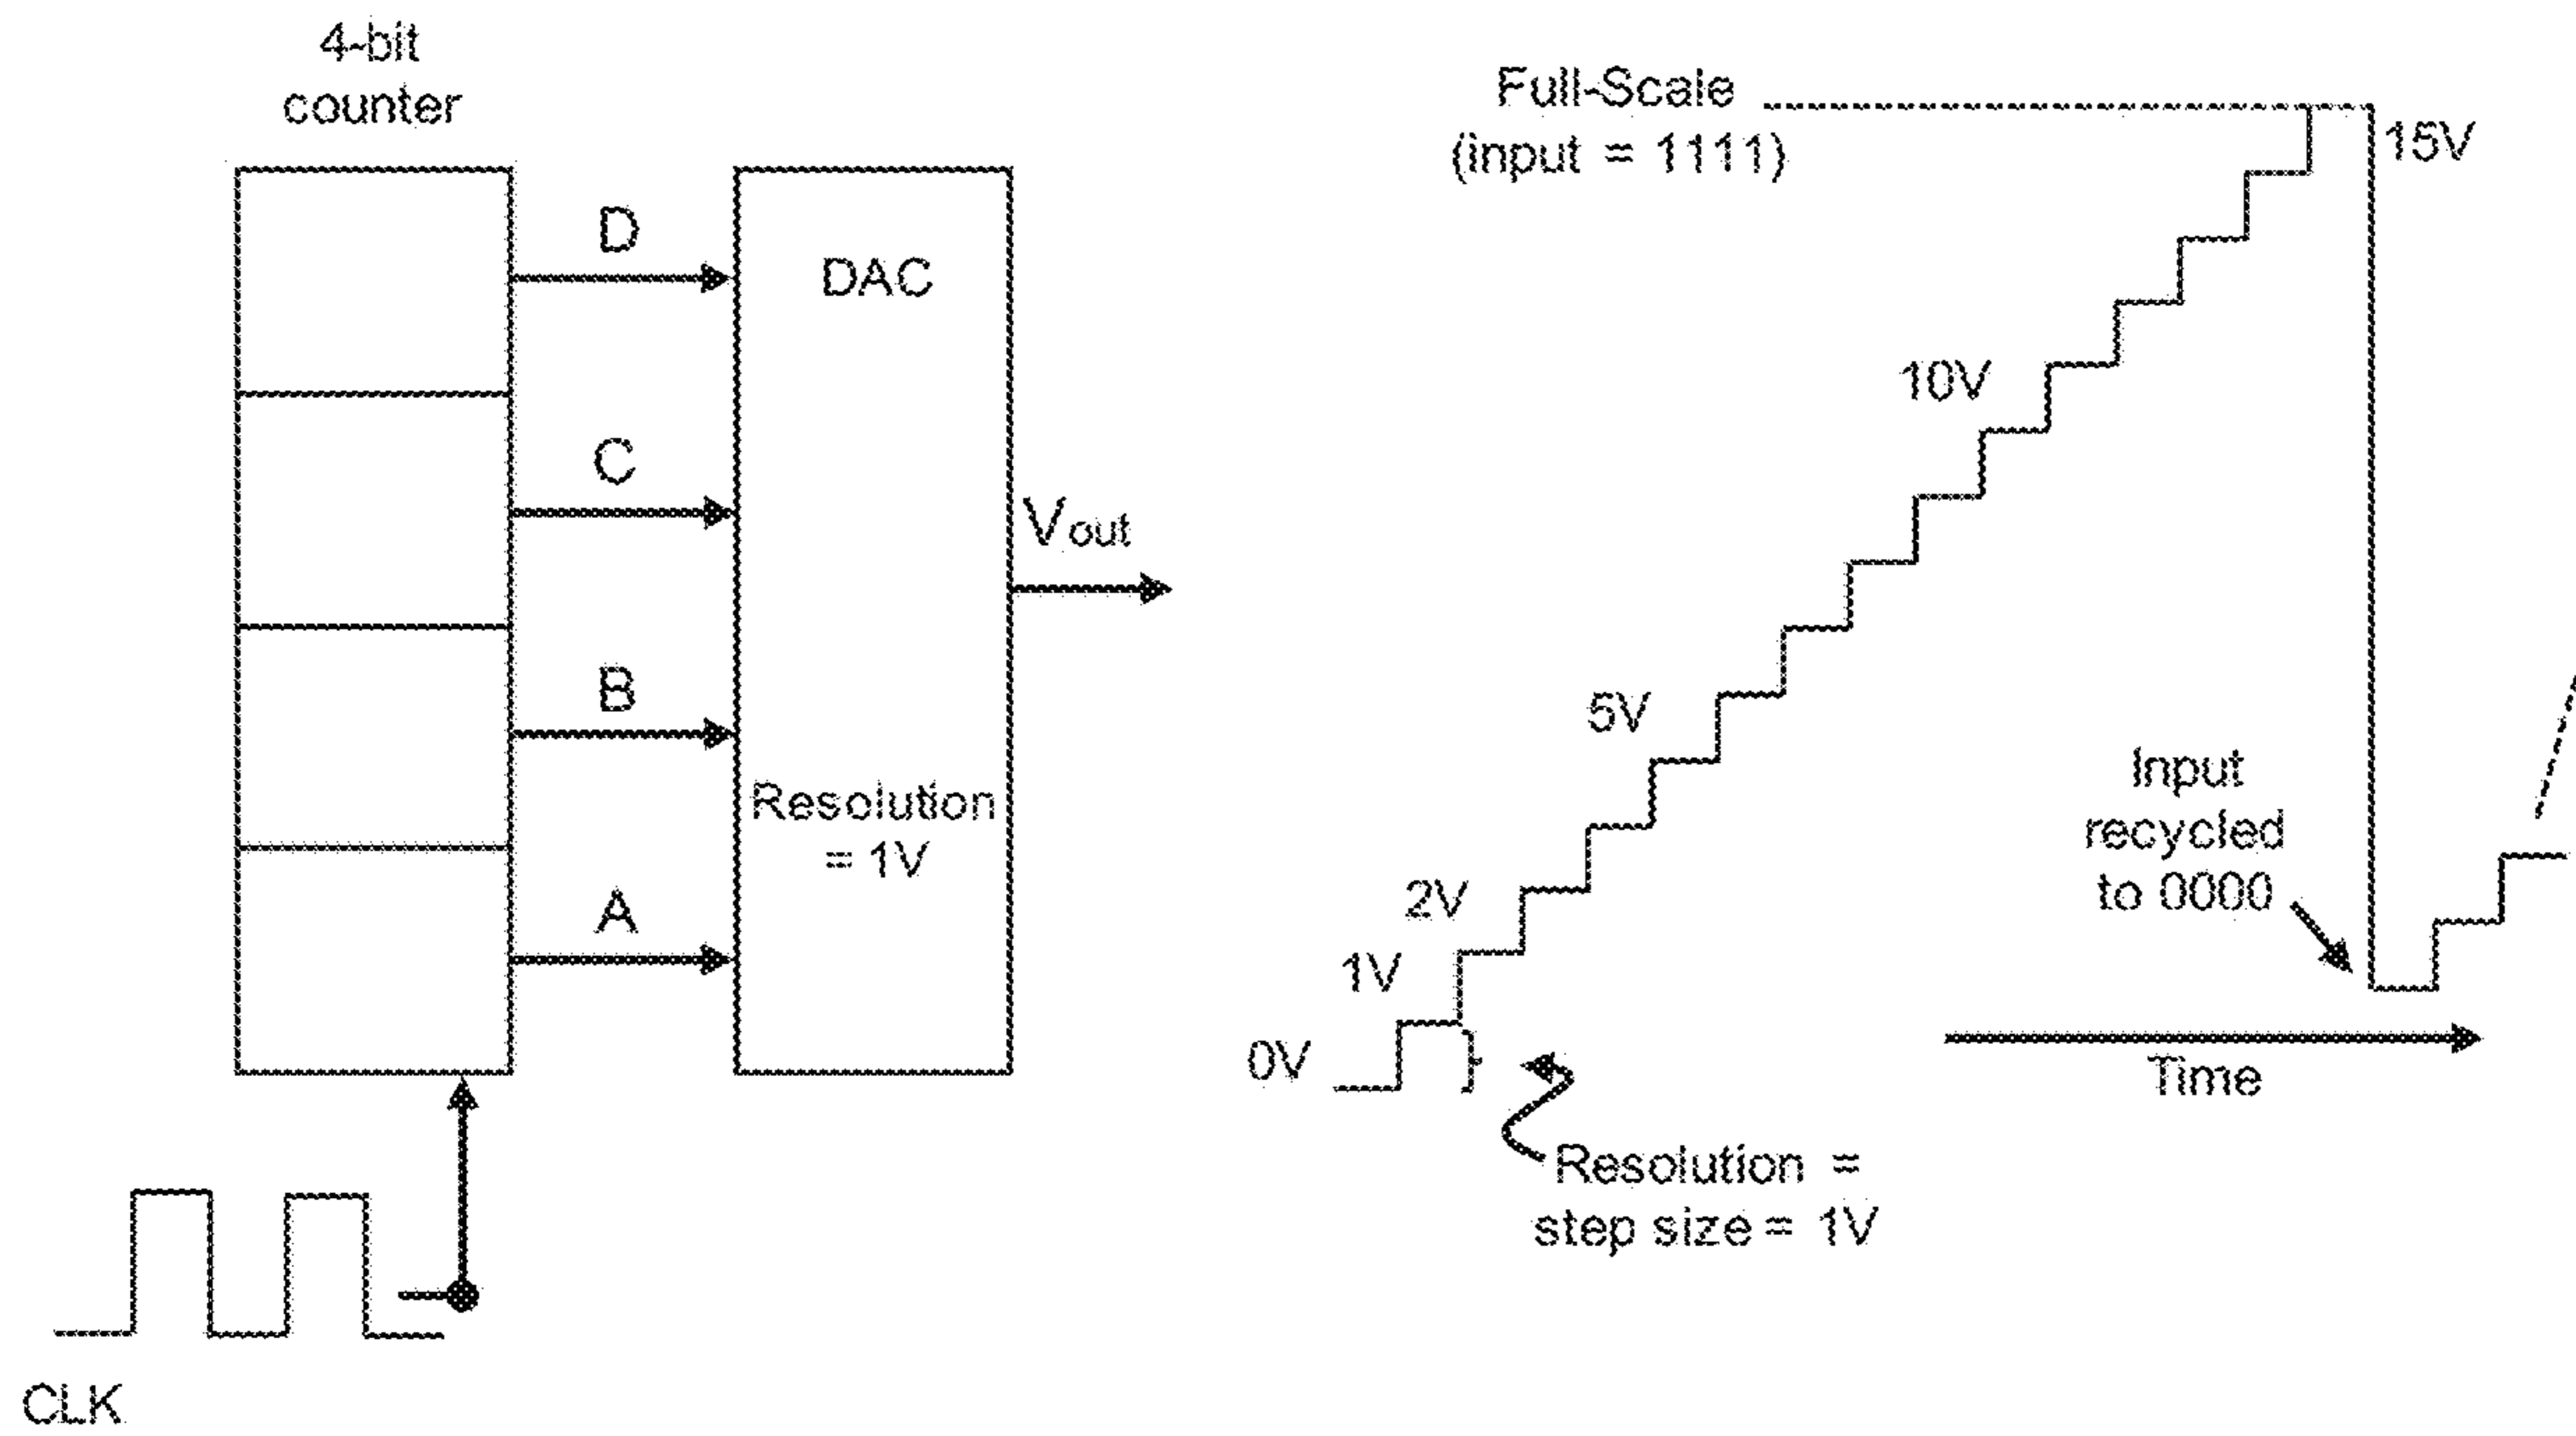 4-bit
counter
D
C
B
A
DAC
Resolution
= 1V
Vout
CLK
Full-Scale
(input = 1111)
15V
10V
5V
2V
1V
0V
Input
recycled
to 0000
Time
Resolution =
step size = 1V